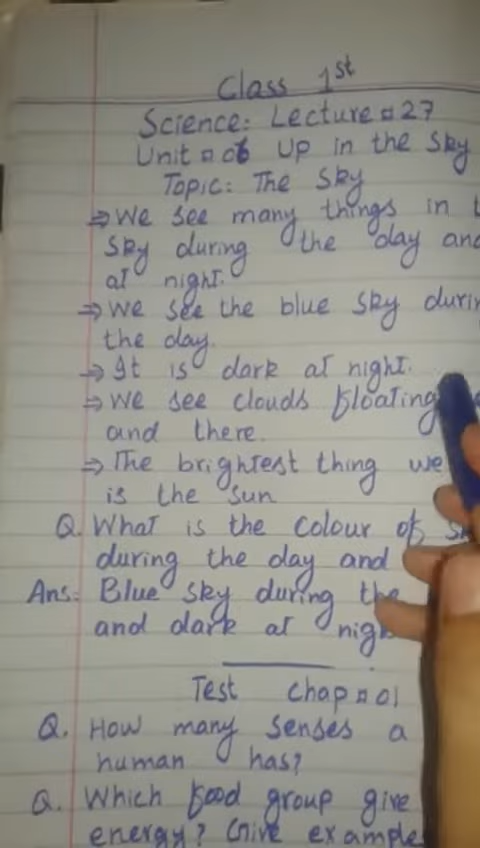 Class 1st
Science: Lecture # 27
Unit # 06 Up in the Sky
Topic: The Sky
⇒ We see many things in
Sky during the day and
at night.
⇒ We see the blue sky
the day.
⇒ It is dark at night.
⇒ We see clouds floating
and there.
⇒ The brightest thing we
is the sun
Q. What is the colour of
during the day and
Ans: Blue sky during the
and dark at
Test Chap # 01
Q. How many senses a
human has?
Q. Which food group give
energy? Give example